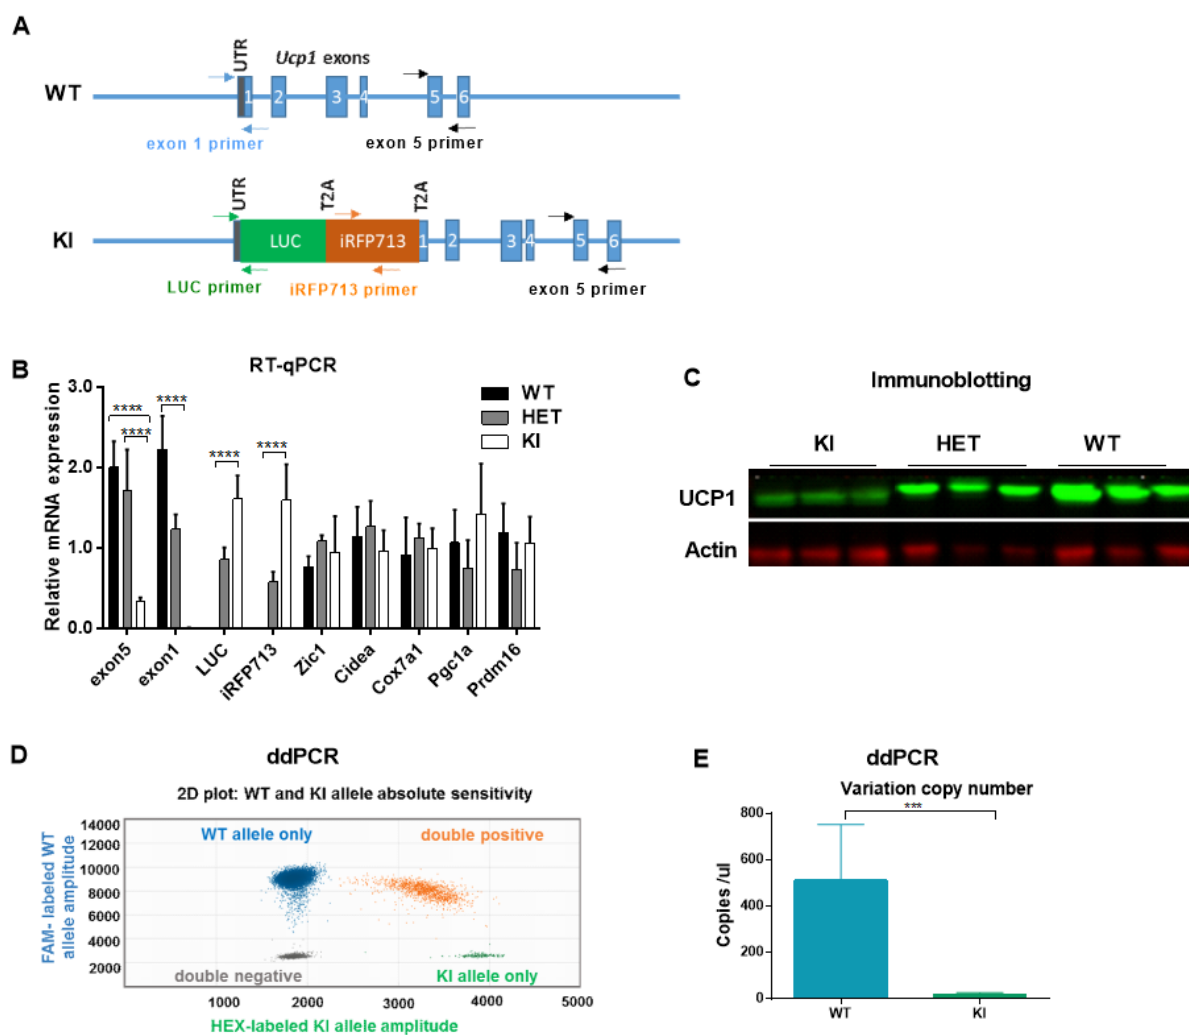 A
UTR
Ucp1 exons
WT
1
2
3
4
5
6
exon 1 primer
exon 5 primer
UTR
T2A
T2A
KI
LUC
iRFP713
1
2
3
4
5
6
LUC primer
iRFP713 primer
exon 5 primer
B
RT-qPCR
Relative mRNA expression
3.0
2.0
1.0
0.0
****
****
****
****
****
WT
HET
KI
exon5
exon1
LUC
iRFP713
Zic1
Cidea
Cox7a1
Pgc1a
Prdm16
C
Immunoblotting
KI
HET
WT
UCP1
Actin
D
ddPCR
2D plot: WT and KI allele absolute sensitivity
FAM- labeled WT
allele amplitude
14000
12000
10000
8000
6000
4000
2000
WT allele only
double positive
double negative
KI allele only
1000
2000
3000
4000
5000
HEX-labeled KI allele amplitude
E
ddPCR
Variation copy number
***
Copies /ul
800
600
400
200
0
WT
KI